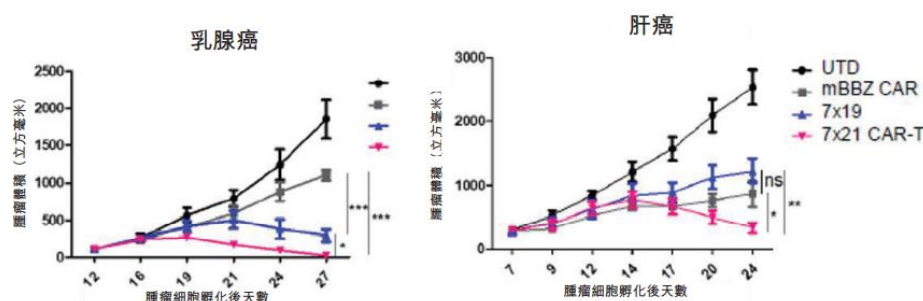 乳腺癌
2500
2000
1500
1000
500
0
腫瘤體積（立方毫米）
12
16
19
21
24
27
腫瘤細胞孵化後天數
***
***
*
肝癌
3000
2000
1000
0
腫瘤體積（立方毫米）
7
9
12
14
17
20
24
腫瘤細胞孵化後天數
ns
*
**
UTD
mBBZ CAR
7x19
7x21 CAR-T